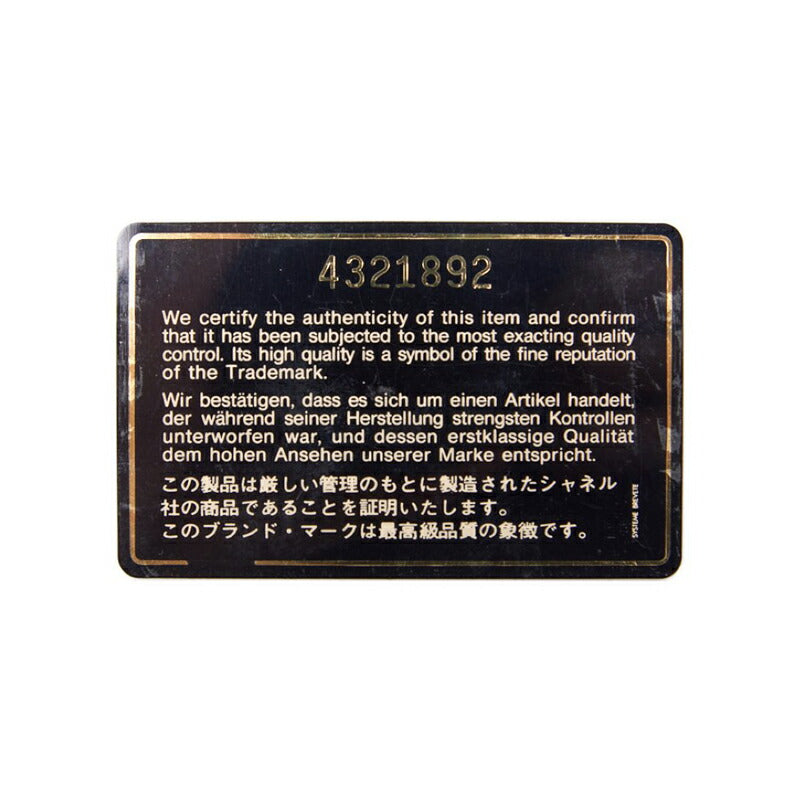 4321892
We certify the authenticity of this item and confirm
that it has been subjected to the most exacting quality
control. Its high quality is a symbol of the fine reputation
of the Trademark.
Wir bestätigen, dass es sich um einen Artikel handelt,
der während seiner Herstellung strengsten Kontrollen
unterworfen war, und dessen erstklassige Qualität
dem hohen Ansehen unserer Marke entspricht.
この製品は厳しい管理のもとに製造されたシャネル
社の商品であることを証明いたします。
このブランド・マークは最高級品質の象徴です。
SYSTEME BREVETE